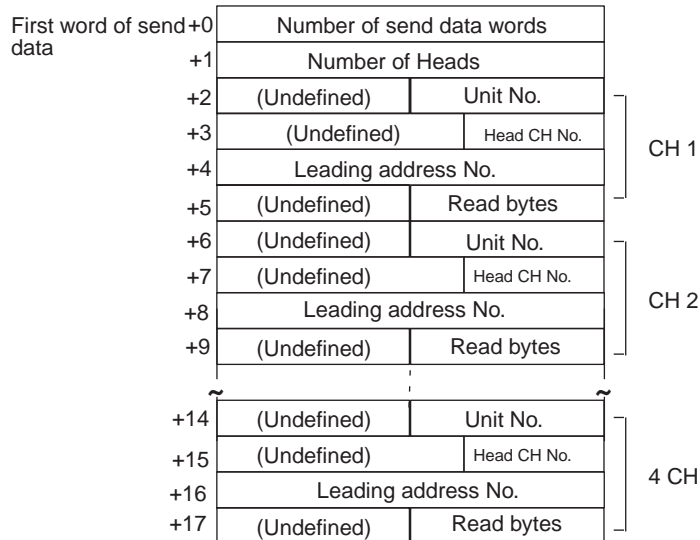 First word of send data
+0 Number of send data words
+1 Number of Heads
+2 (Undefined) Unit No.
+3 (Undefined) Head CH No.
CH 1
+4 Leading address No.
+5 (Undefined) Read bytes
+6 (Undefined) Unit No.
+7 (Undefined) Head CH No.
CH 2
+8 Leading address No.
+9 (Undefined) Read bytes
~ ~
+14 (Undefined) Unit No.
+15 (Undefined) Head CH No.
4 CH
+16 Leading address No.
+17 (Undefined) Read bytes